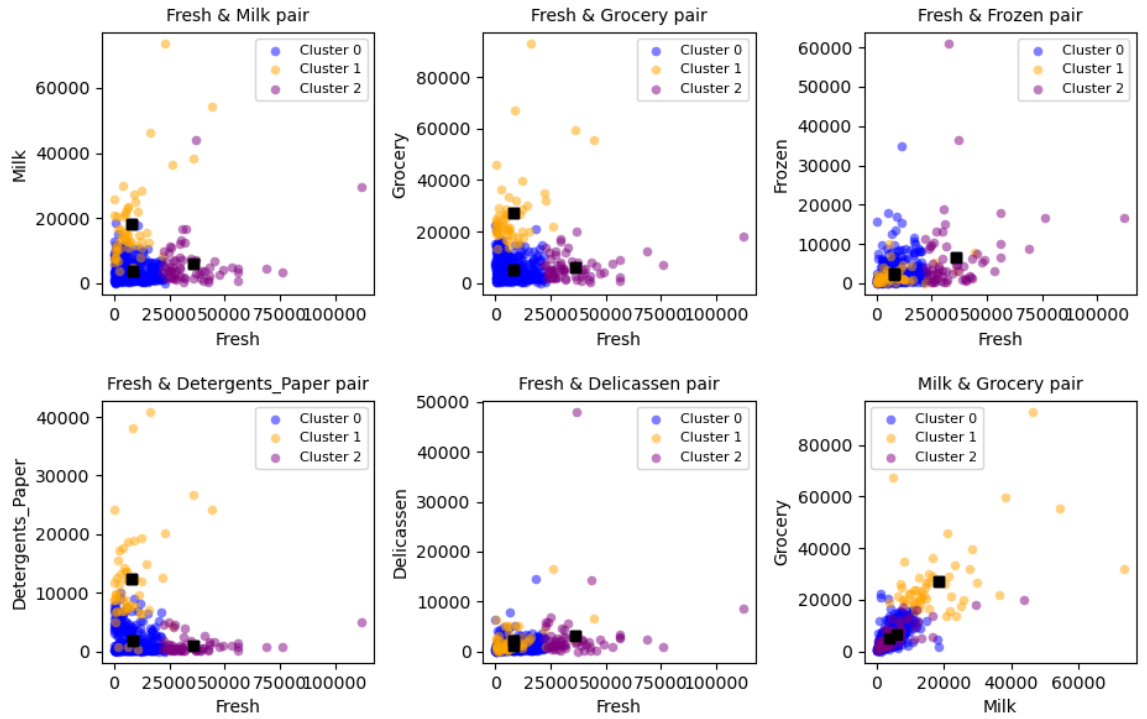 Fresh & Milk pair
Milk
60000
40000
20000
0
0 25000 50000 75000 100000
Fresh
Cluster 0
Cluster 1
Cluster 2
Fresh & Grocery pair
Grocery
80000
60000
40000
20000
0
0 25000 50000 75000 100000
Fresh
Cluster 0
Cluster 1
Cluster 2
Fresh & Frozen pair
Frozen
60000
50000
40000
30000
20000
10000
0
0 25000 50000 75000 100000
Fresh
Cluster 0
Cluster 1
Cluster 2
Fresh & Detergents_Paper pair
Detergents_Paper
40000
30000
20000
10000
0
0 25000 50000 75000 100000
Fresh
Cluster 0
Cluster 1
Cluster 2
Fresh & Delicassen pair
Delicassen
50000
40000
30000
20000
10000
0
0 25000 50000 75000 100000
Fresh
Cluster 0
Cluster 1
Cluster 2
Milk & Grocery pair
Grocery
80000
60000
40000
20000
0
0 20000 40000 60000
Milk
Cluster 0
Cluster 1
Cluster 2